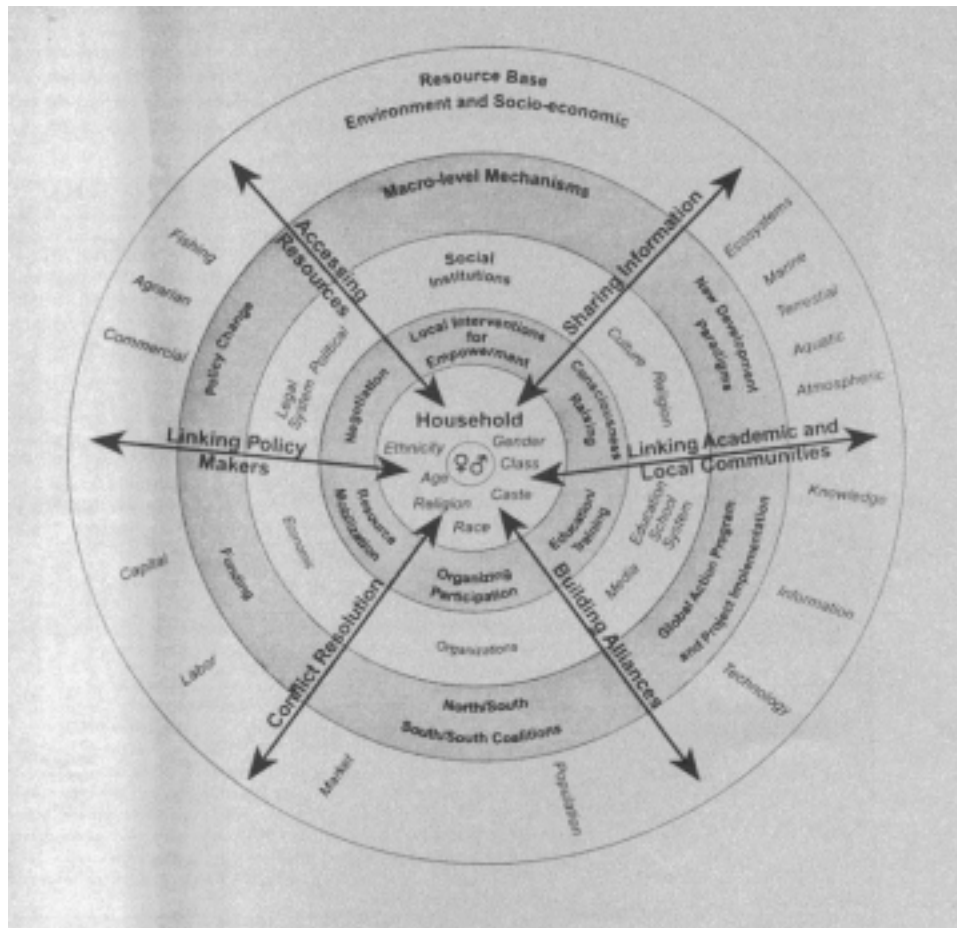 Resource Base
Environment and Socio-economic
Macro-level Mechanisms
Accessing
Resources
Sharing Information
Social
Institutions
Local Interventions
for
Empowerment
Fishing
Agrarian
Commercial
Policy Change
Legal
System
Political
Negotiation
Culture
Religion
Consciousness
Raising
New Development
Paradigms
Ecosystems
Marine
Terrestial
Aquatic
Atmospheric
Household
Ethnicity
Gender
Age
Class
Religion
Caste
Race
♀♂
Linking Policy
Makers
Linking Academic and
Local Communities
Resource
Mobilization
Education/
Training
Education
School
System
Economic
Media
Organizing
Participation
Organizations
Funding
Global Action Program
and Project Implementation
Knowledge
Information
Technology
Capital
Labor
Conflict Resolution
Building Alliances
North/South
South/South Coalitions
Market
Population